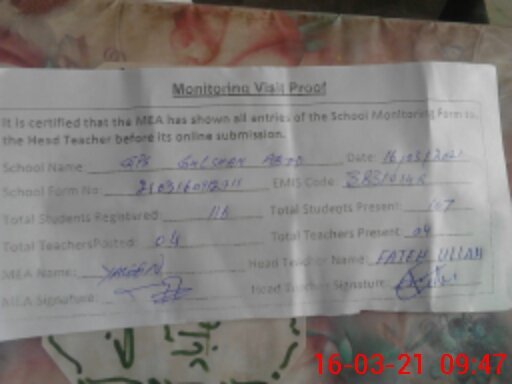 Monitoring Visit Proof
It is certified that the MEA has shown all entries of the School Monitoring Form to
the Head Teacher before its online submission.
School Name: GPS GULSHAN ABAD Date: 16/03/2021
School Form No: EMIS Code:
Total Students Registered: 116 Total Students Present: 107
Total Teachers Posted: 04 Total Teachers Present: 04
MEA Name: Head Teacher Name: FATEH ULLAH
MEA Signature: Head Teacher Signature:
16-03-21 09:47